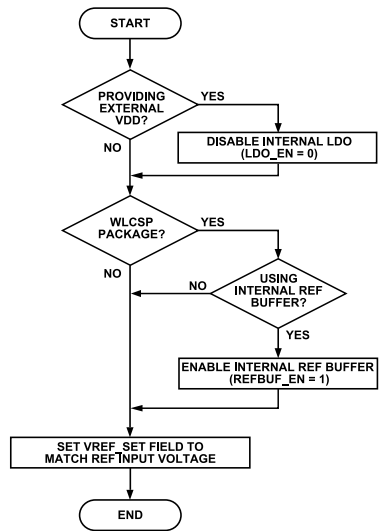 START
PROVIDING
EXTERNAL
VDD?
YES
NO
DISABLE INTERNAL LDO
(LDO_EN = 0)
WLCSP
PACKAGE?
YES
NO
USING
INTERNAL REF
BUFFER?
NO
YES
ENABLE INTERNAL REF BUFFER
(REFBUF_EN = 1)
SET VREF_SET FIELD TO
MATCH REF INPUT VOLTAGE
END